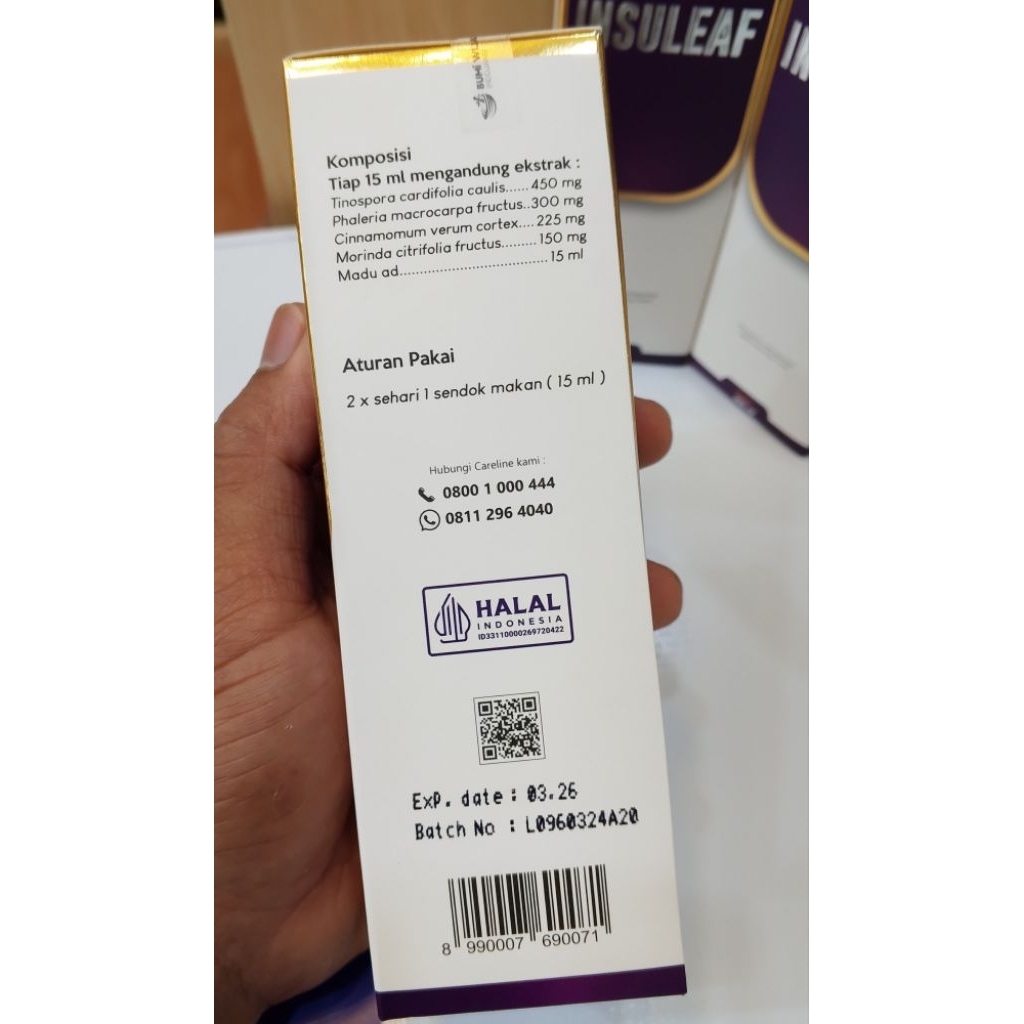 INSULEAF
IN
BUMI WIJA
Komposisi
Tiap 15 ml mengandung ekstrak :
Tinospora cardifolia caulis...... 450 mg
Phaleria macrocarpa fructus..300 mg
Cinnamomum verum cortex.... 225 mg
Morinda citrifolia fructus......... 150 mg
Madu ad..................................... 15 ml
Aturan Pakai
2 x sehari 1 sendok makan ( 15 ml )
Hubungi Careline kami :
0800 1 000 444
0811 296 4040
HALAL
INDONESIA
ID33110000269720422
Exp. date : 03.26
Batch No : L0960324A20
8 990007 690071